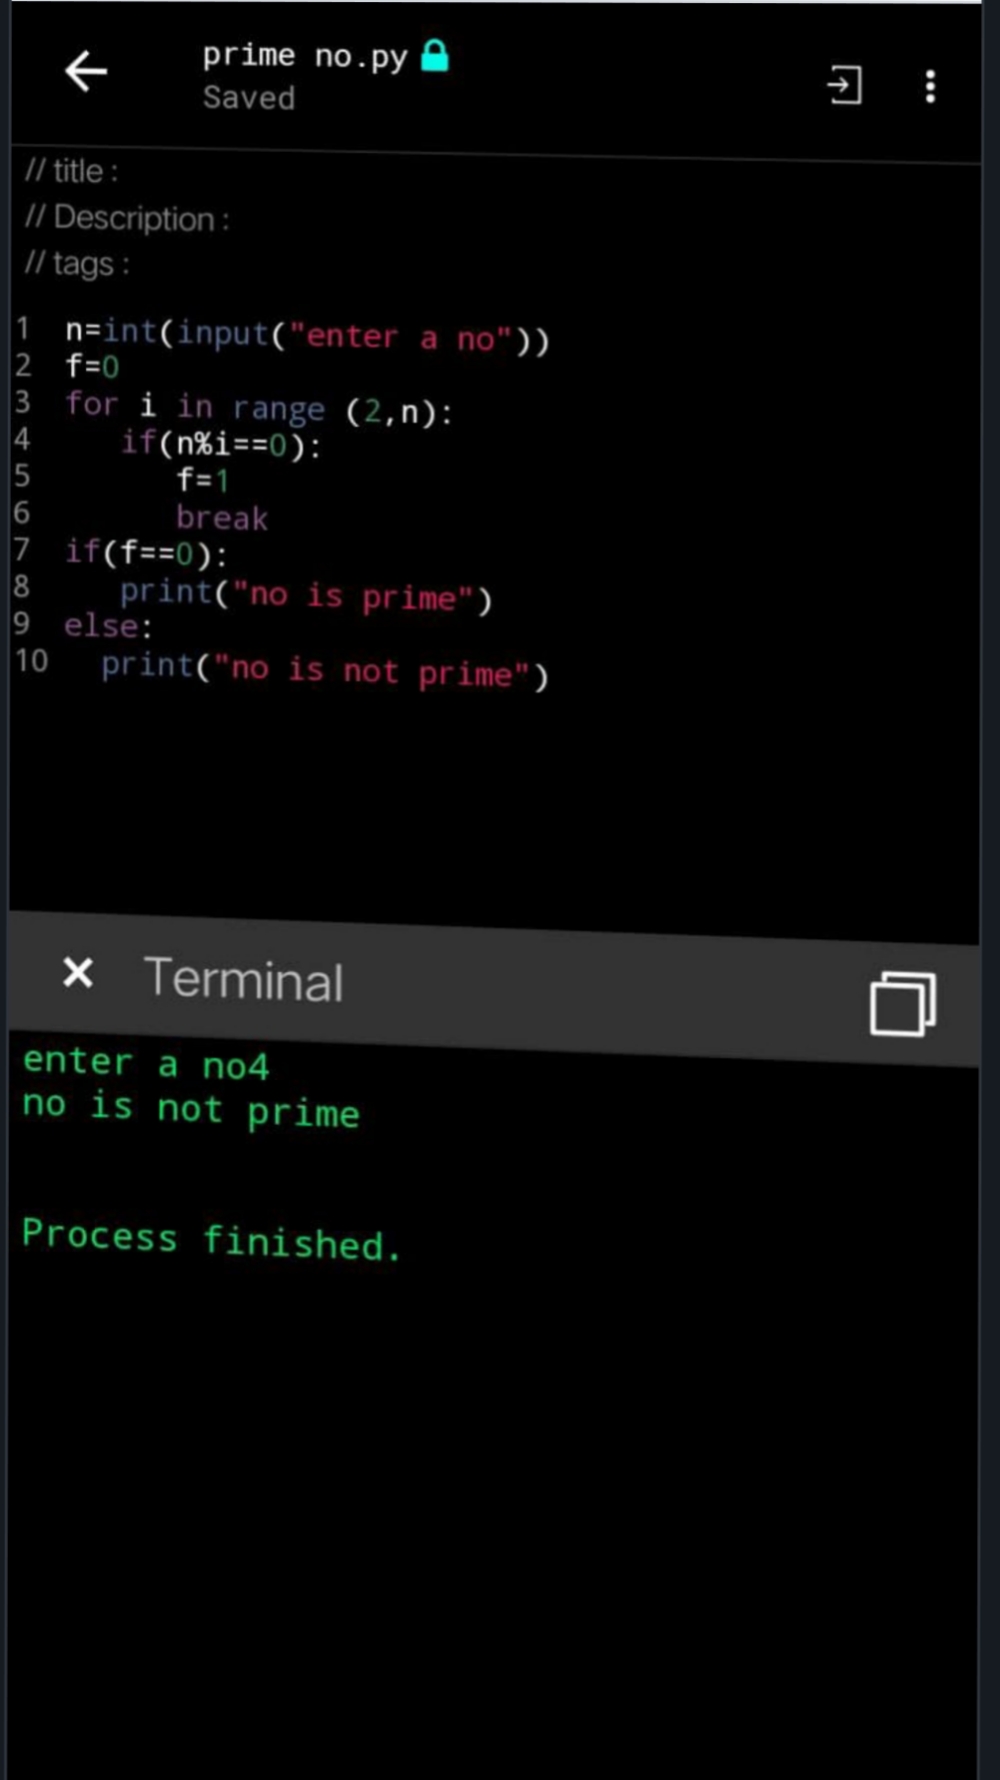 prime no.py
Saved
// title :
// Description :
// tags :
1 n=int(input("enter a no"))
2 f=0
3 for i in range (2,n):
4    if(n%i==0):
5       f=1
6       break
7 if(f==0):
8    print("no is prime")
9 else:
10   print("no is not prime")
× Terminal
enter a no4
no is not prime
Process finished.